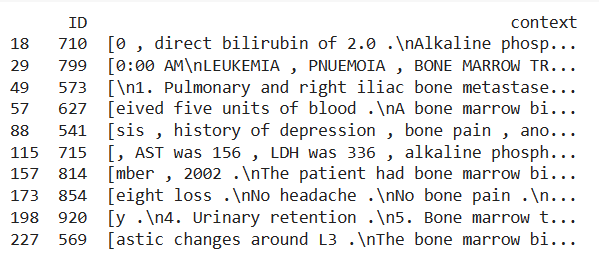 ID context
18 710 [0 , direct bilirubin of 2.0 .\nAlkaline phosp...
29 799 [0:00 AM\nLEUKEMIA , PNUEMOIA , BONE MARROW TR...
49 573 [\n1. Pulmonary and right iliac bone metastase...
57 627 [eived five units of blood .\nA bone marrow bi...
88 541 [sis , history of depression , bone pain , ano...
115 715 [, AST was 156 , LDH was 336 , alkaline phosph...
157 814 [mber , 2002 .\nThe patient had bone marrow bi...
173 854 [eight loss .\nNo headache .\nNo bone pain .\n...
198 920 [y .\n4. Urinary retention .\n5. Bone marrow t...
227 569 [astic changes around L3 .\nThe bone marrow bi...